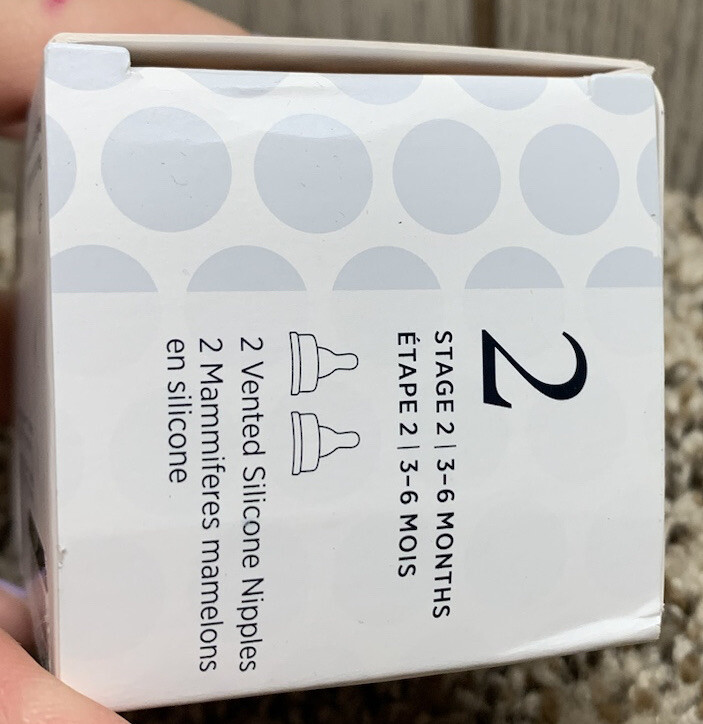 2
STAGE 2 | 3-6 MONTHS
ÉTAPE 2 | 3-6 MOIS
2 Vented Silicone Nipples
2 Mammiferes mamelons
en silicone